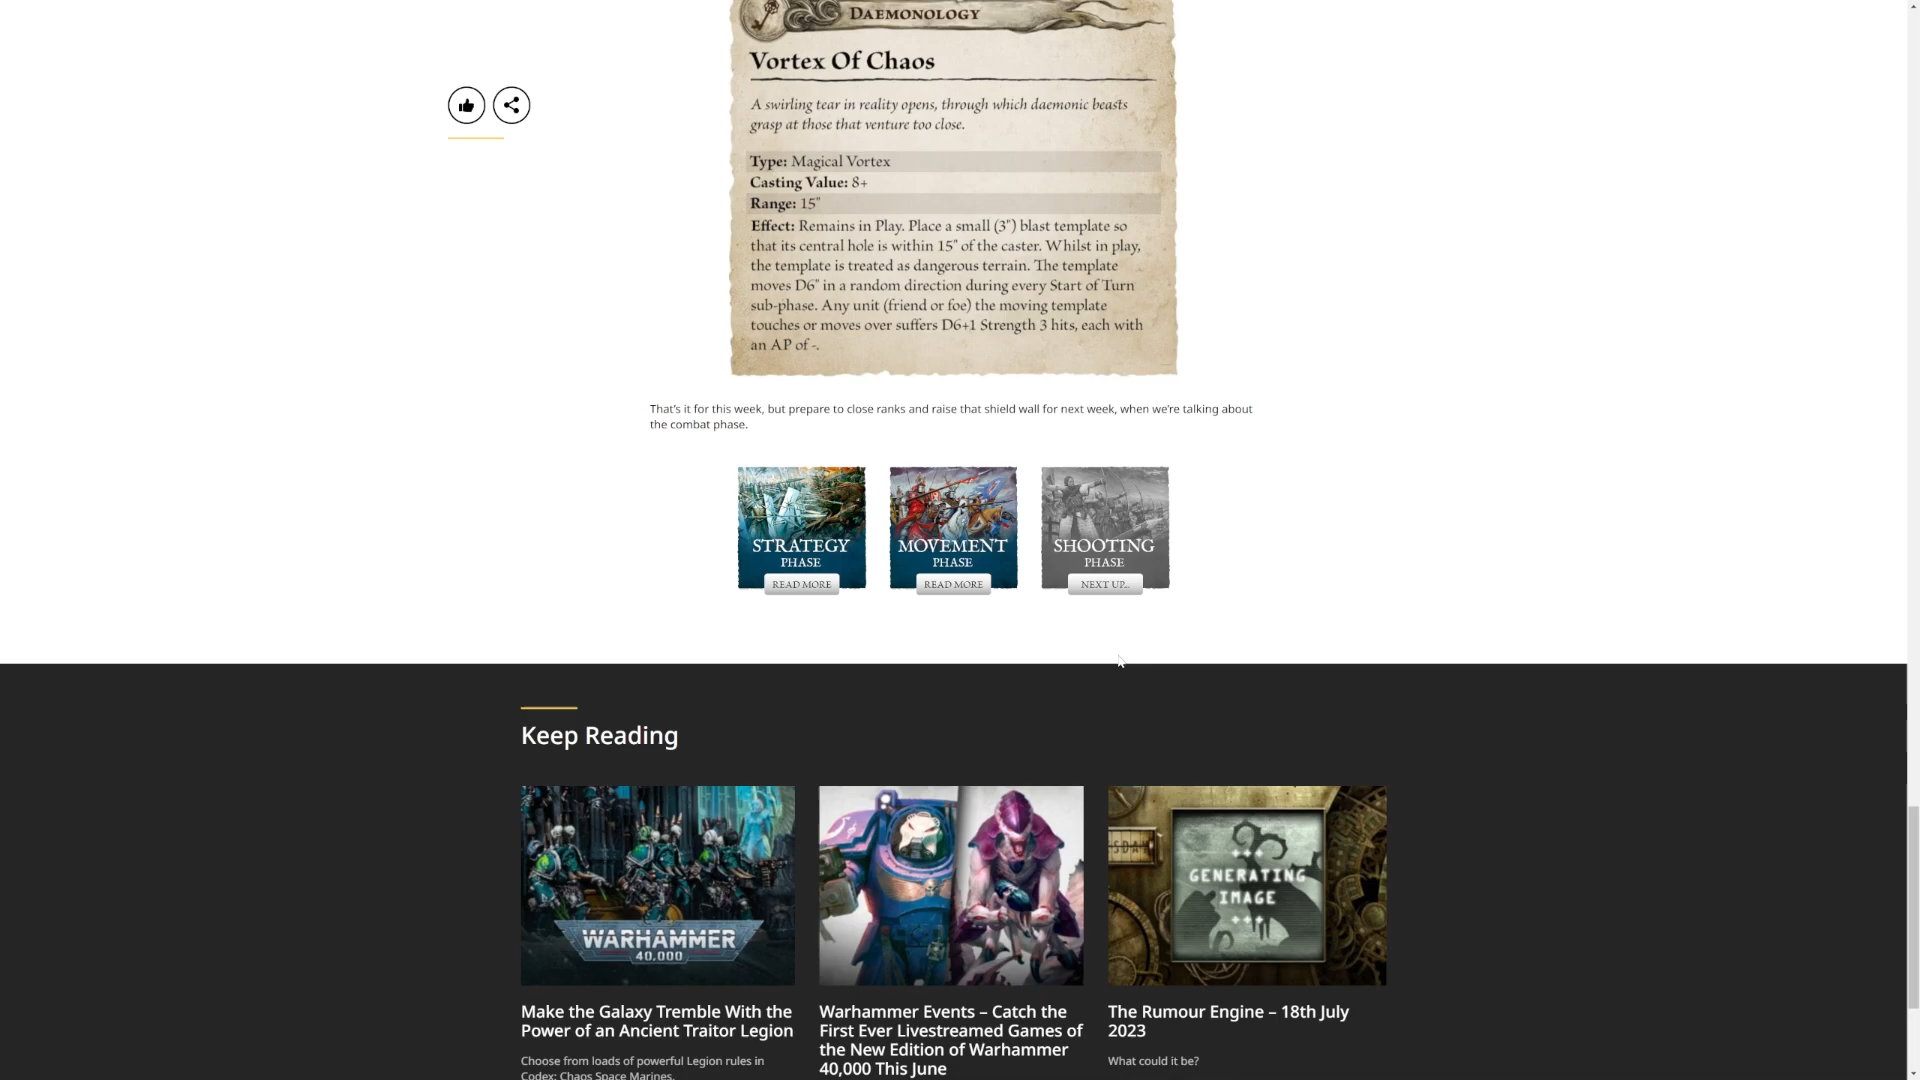 DAEMONOLOGY
Vortex Of Chaos
A swirling tear in reality opens, through which daemonic beasts
grasp at those that venture too close.
Type: Magical Vortex
Casting Value: 8+
Range: 15"
Effect: Remains in Play. Place a small (3") blast template so
that its central hole is within 15" of the caster. Whilst in play,
the template is treated as dangerous terrain. The template
moves D6" in a random direction during every Start of Turn
sub-phase. Any unit (friend or foe) the moving template
touches or moves over suffers D6+1 Strength 3 hits, each with
an AP of -.
That's it for this week, but prepare to close ranks and raise that shield wall for next week, when we're talking about
the combat phase.
STRATEGY
PHASE
READ MORE
MOVEMENT
PHASE
READ MORE
SHOOTING
PHASE
NEXT UP...
Keep Reading
WARHAMMER
40,000
GENERATING
IMAGE
+++
Make the Galaxy Tremble With the
Power of an Ancient Traitor Legion
Choose from loads of powerful Legion rules in
Codex: Chaos Space Marines.
Warhammer Events – Catch the
First Ever Livestreamed Games of
the New Edition of Warhammer
40,000 This June
The Rumour Engine – 18th July
2023
What could it be?